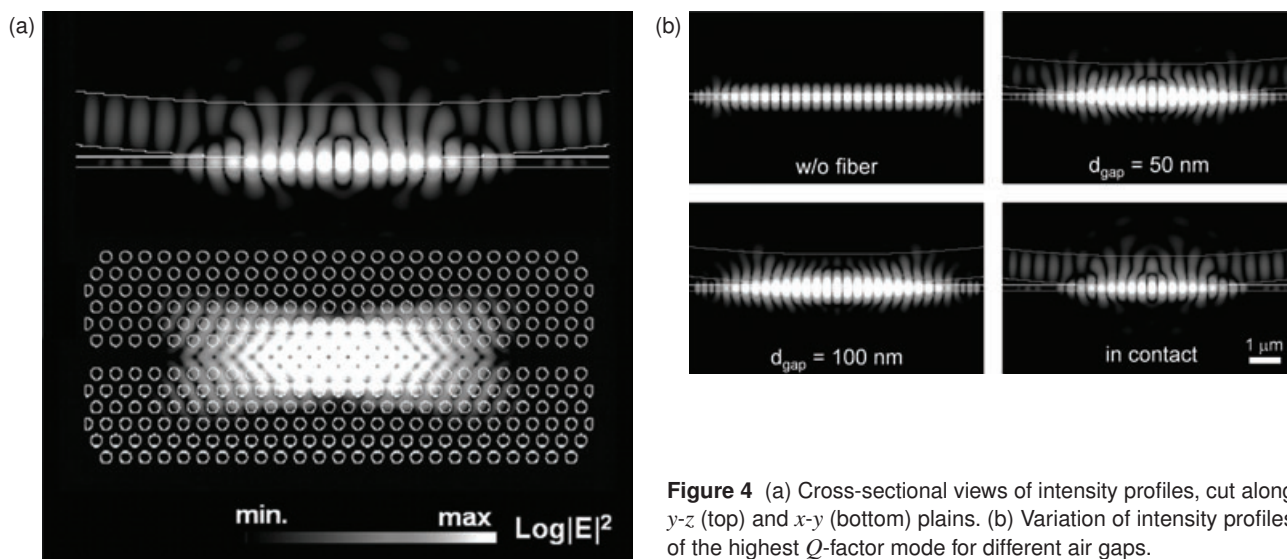 (a)
min.
max
Log|E|²
(b)
w/o fiber
d_gap = 50 nm
d_gap = 100 nm
in contact
1 μm
Figure 4 (a) Cross-sectional views of intensity profiles, cut along
y-z (top) and x-y (bottom) plains. (b) Variation of intensity profiles
of the highest Q-factor mode for different air gaps.